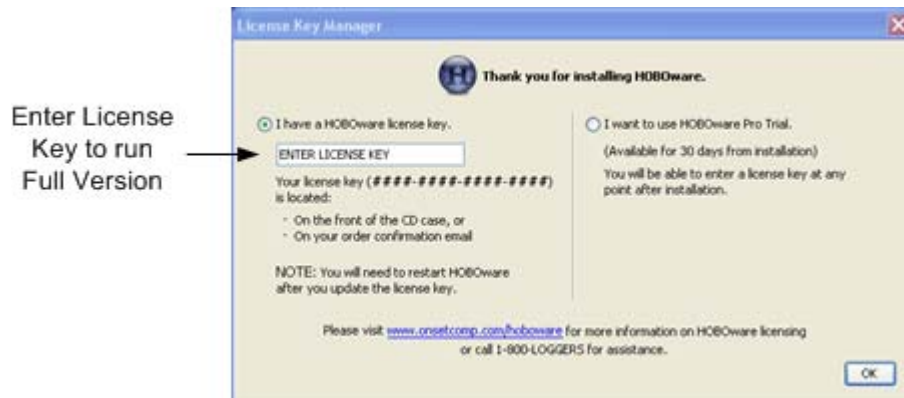 License Key Manager
Thank you for installing HOBOware.
Enter License
Key to run
Full Version
I have a HOBOware license key.
ENTER LICENSE KEY
Your license key (####-####-####-####)
is located:
- On the front of the CD case, or
- On your order confirmation email
NOTE: You will need to restart HOBOware
after you update the license key.
I want to use HOBOware Pro Trial.
(Available for 30 days from installation)
You will be able to enter a license key at any
point after installation.
Please visit www.onsetcomp.com/hoboware for more information on HOBOware licensing
or call 1-800-LOGGERS for assistance.
OK